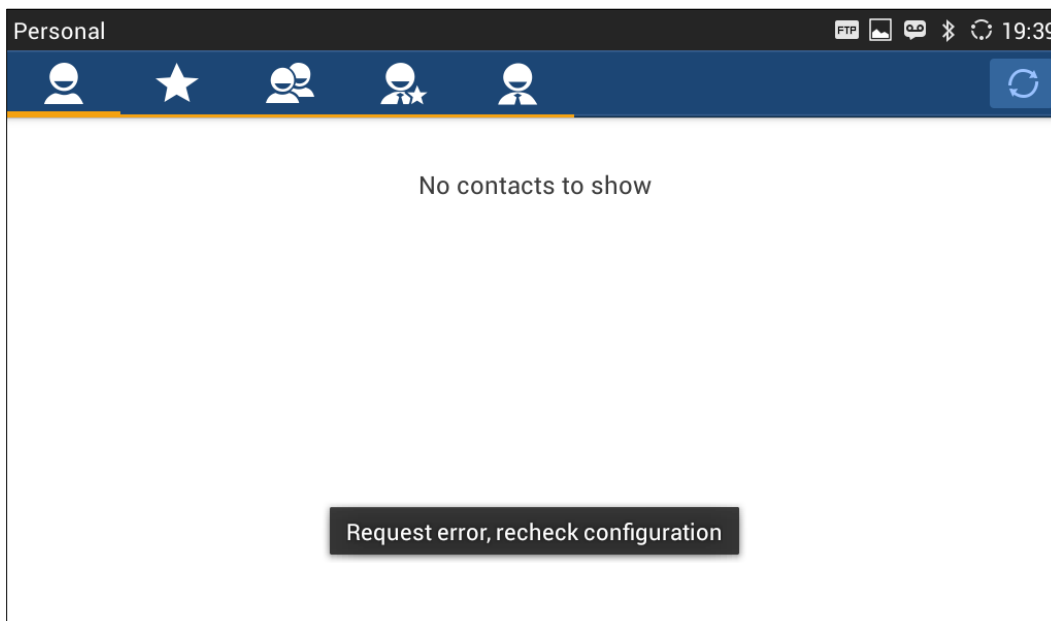 Personal
FTP
19:39
No contacts to show
Request error, recheck configuration